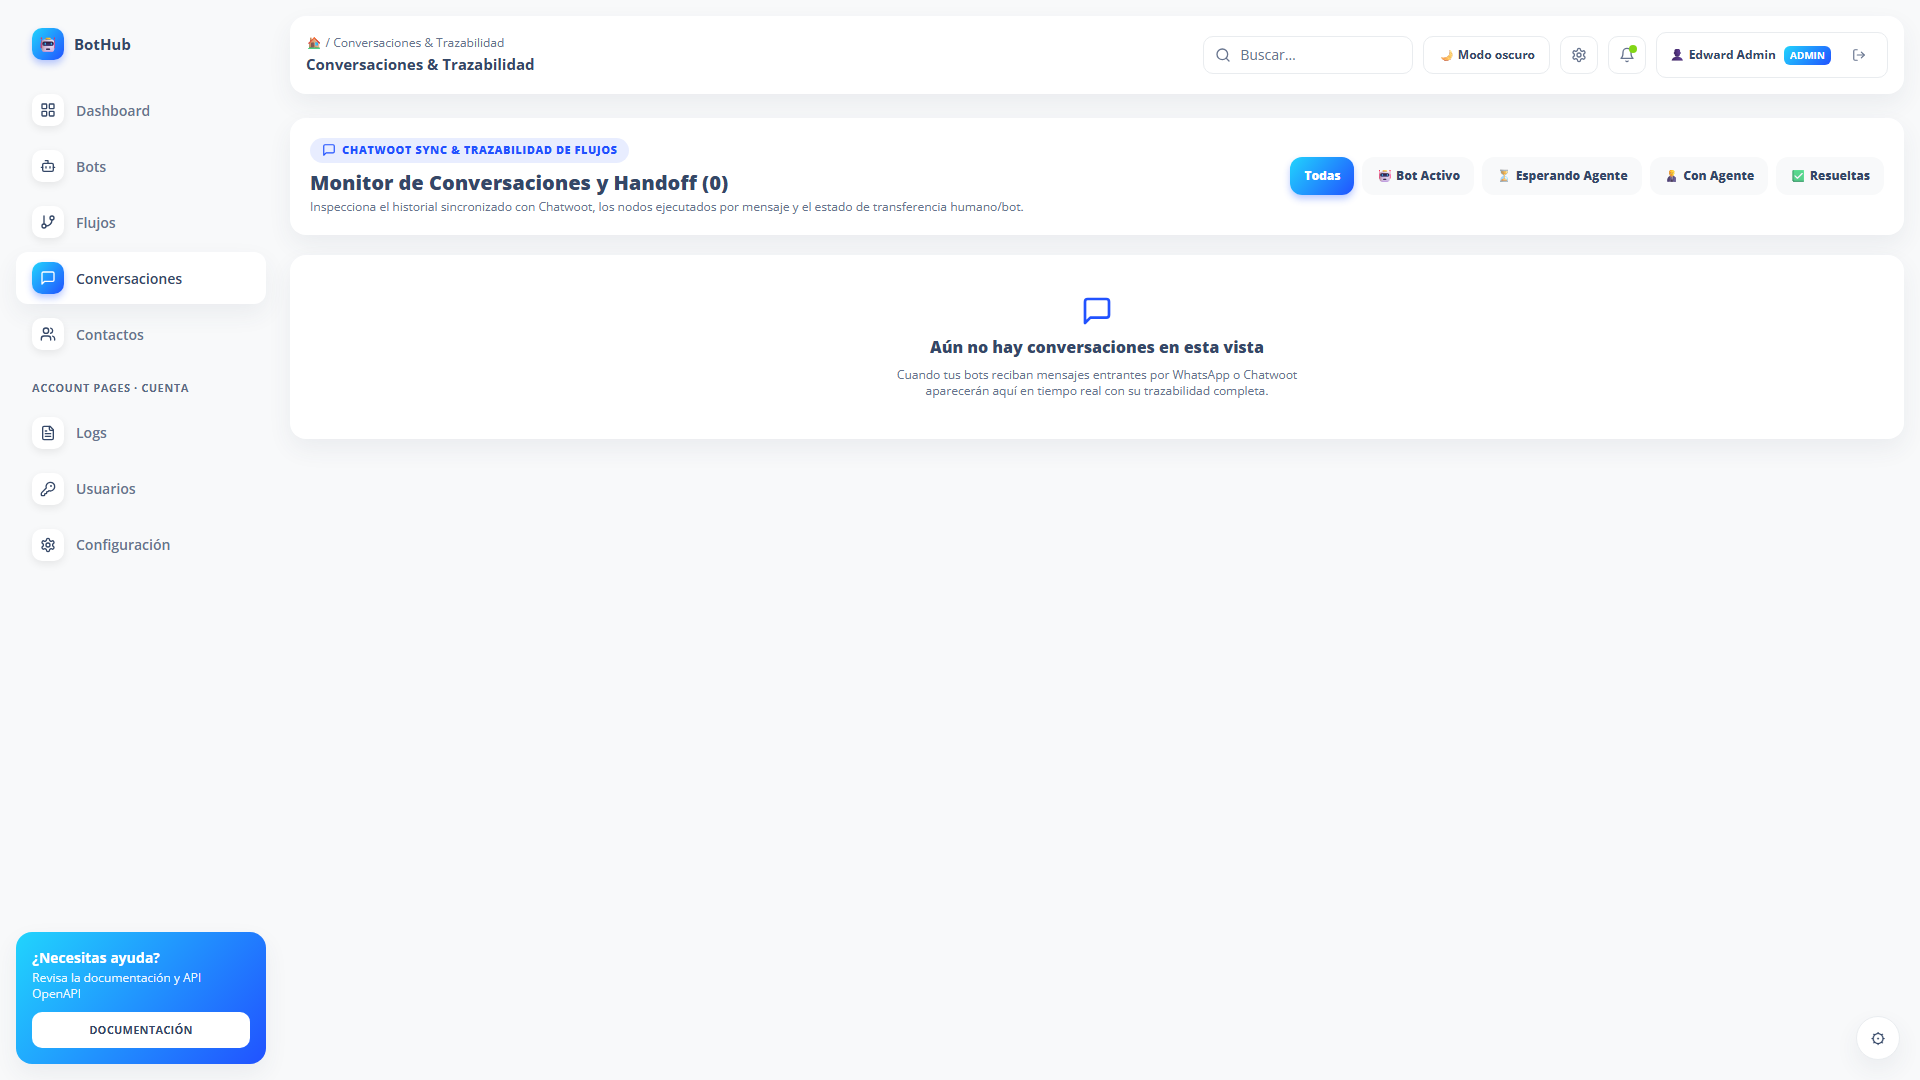 BotHub
Dashboard
Bots
Flujos
Conversaciones
Contactos
ACCOUNT PAGES · CUENTA
Logs
Usuarios
Configuración
¿Necesitas ayuda?
Revisa la documentación y API
OpenAPI
DOCUMENTACIÓN
/ Conversaciones & Trazabilidad
Conversaciones & Trazabilidad
Buscar...
Modo oscuro
Edward Admin ADMIN
CHATWOOT SYNC & TRAZABILIDAD DE FLUJOS
Monitor de Conversaciones y Handoff (0)
Inspecciona el historial sincronizado con Chatwoot, los nodos ejecutados por mensaje y el estado de transferencia humano/bot.
Todas
Bot Activo
Esperando Agente
Con Agente
Resueltas
Aún no hay conversaciones en esta vista
Cuando tus bots reciban mensajes entrantes por WhatsApp o Chatwoot
aparecerán aquí en tiempo real con su trazabilidad completa.